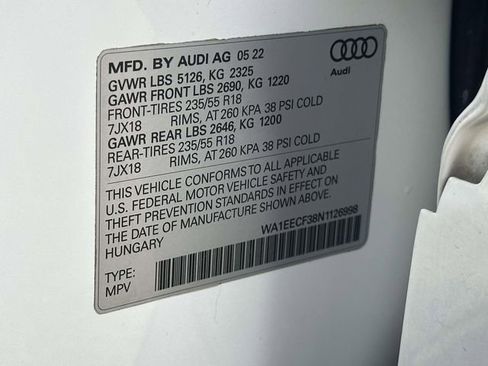 MFD. BY AUDI AG 05 22
GVWR LBS 5126, KG 2325
GAWR FRONT LBS 2690, KG 1220
FRONT-TIRES 235/55 R18
7JX18 RIMS, AT 260 KPA 38 PSI COLD
GAWR REAR LBS 2646, KG 1200
REAR-TIRES 235/55 R18
7JX18 RIMS, AT 260 KPA 38 PSI COLD
THIS VEHICLE CONFORMS TO ALL APPLICABLE
U.S. FEDERAL MOTOR VEHICLE SAFETY AND
THEFT PREVENTION STANDARDS IN EFFECT ON
THE DATE OF MANUFACTURE SHOWN ABOVE.
HUNGARY
WA1EECF38N1126998
TYPE:
MPV
Audi